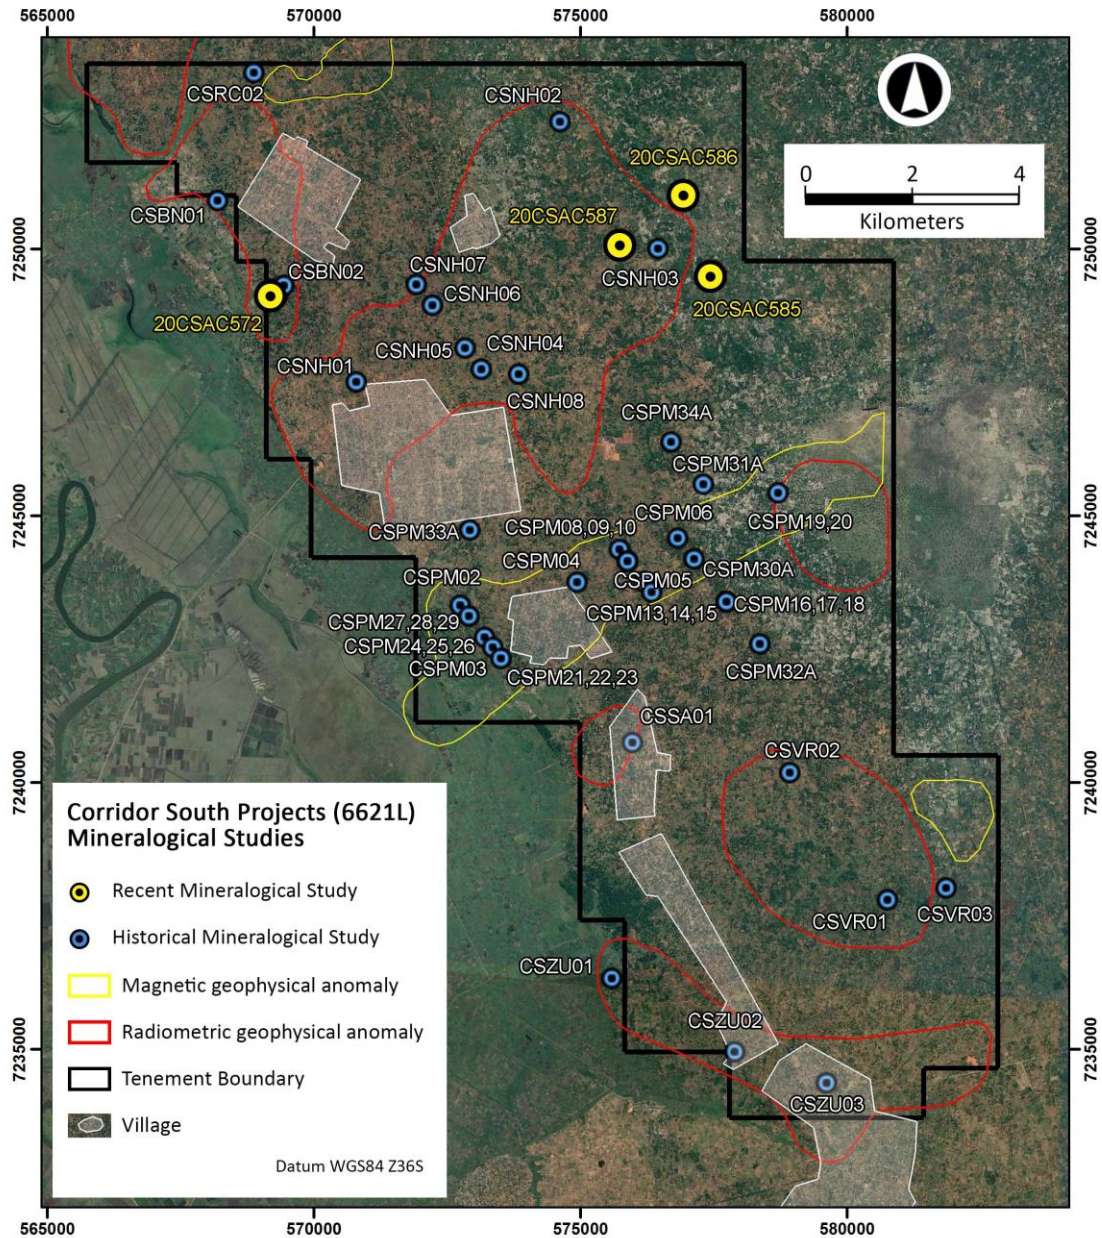 565000 570000 575000 580000
CSRC02
CSNH02
20CSAC586
0 2 4
Kilometers
CSBN01
20CSAC587
7250000
7250000
CSBN02
CSNH07
CSNH03
CSNH06
20CSAC572
20CSAC585
CSNH05
CSNH04
CSNH01
CSNH08
CSPM34A
CSPM31A
CSPM06
7245000
7245000
CSPM33A
CSPM08,09,10
CSPM19,20
CSPM04
CSPM30A
CSPM02
CSPM05
CSPM13,14,15
CSPM16,17,18
CSPM27,28,29
CSPM24,25,26
CSPM03
CSPM21,22,23
CSPM32A
CSSA01
CSVR02
7240000
7240000
Corridor South Projects (6621L)
Mineralogical Studies
Recent Mineralogical Study
Historical Mineralogical Study
Magnetic geophysical anomaly
Radiometric geophysical anomaly
Tenement Boundary
Village
Datum WGS84 Z36S
CSVR01
CSVR03
CSZU01
CSZU02
7235000
7235000
CSZU03
565000 570000 575000 580000